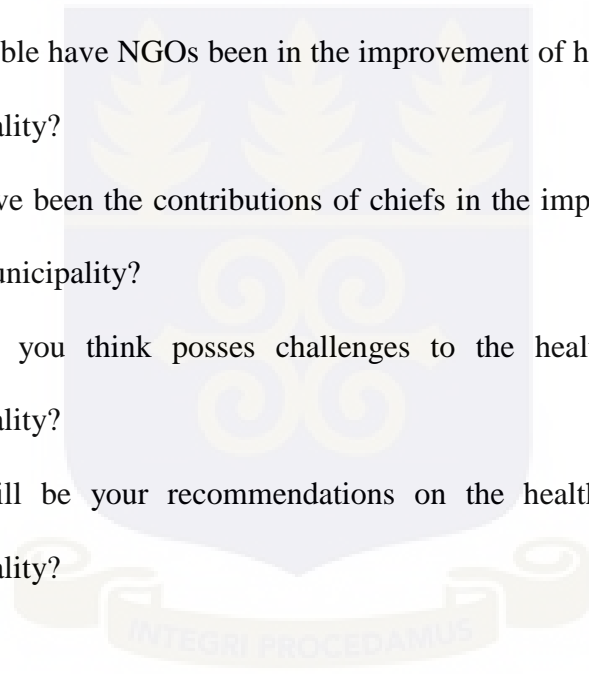 ble have NGOs been in the improvement of h
ality?
ve been the contributions of chiefs in the imp
unicipality?
you think posses challenges to the heal
ality?
ill be your recommendations on the health
ality?
INTEGRI PROCEDAMUS